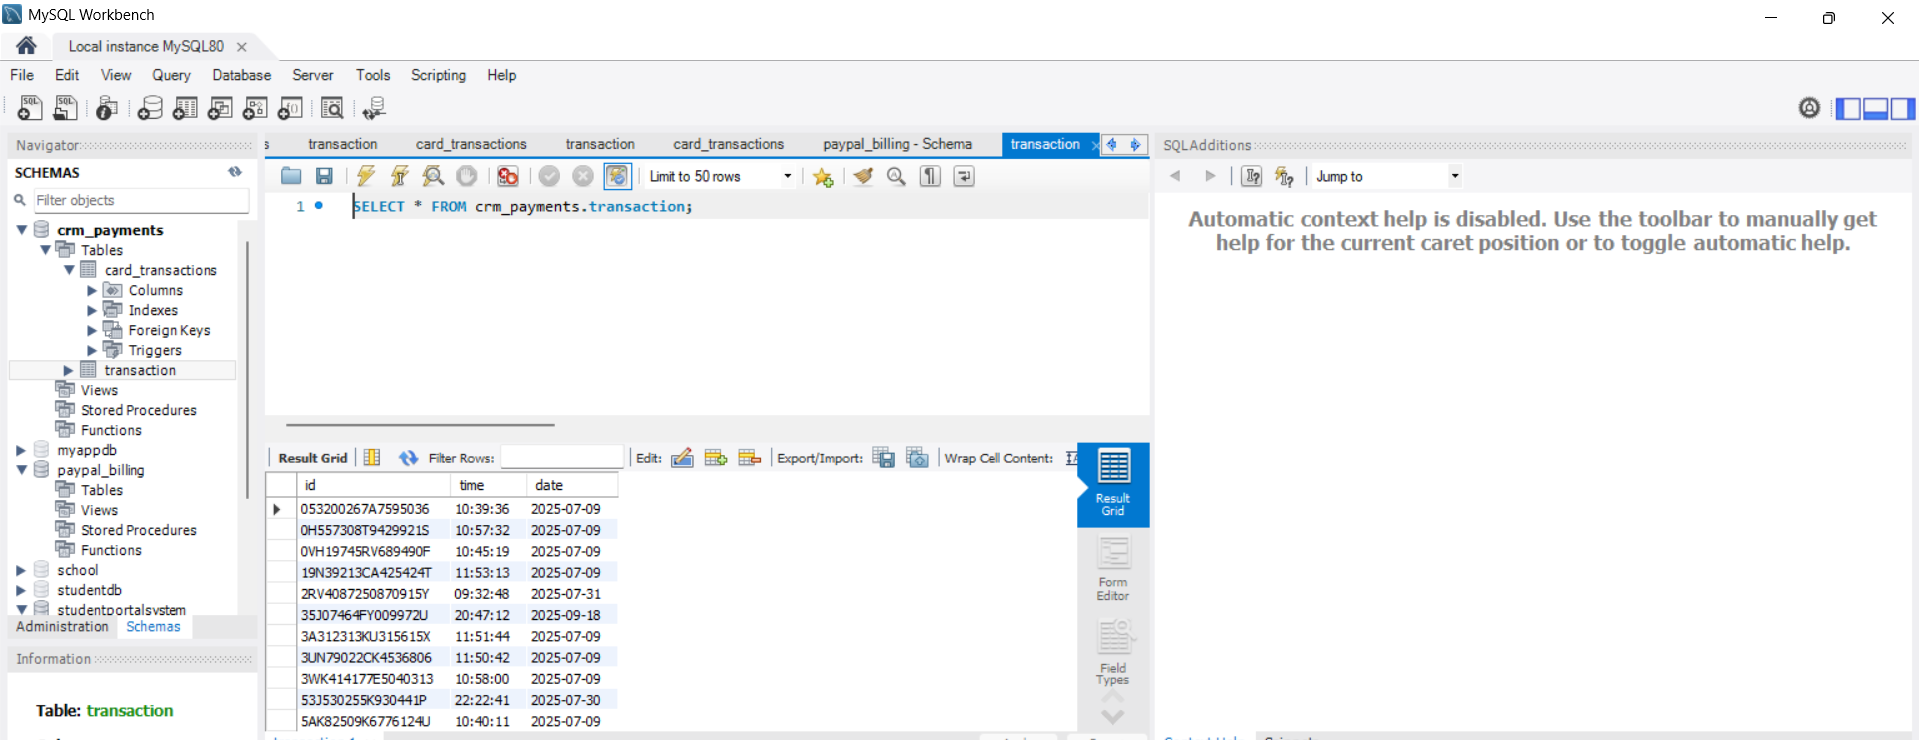 MySQL Workbench
Local instance MySQL80
File Edit View Query Database Server Tools Scripting Help
Navigator
SCHEMAS
Filter objects
crm_payments
Tables
card_transactions
Columns
Indexes
Foreign Keys
Triggers
transaction
Views
Stored Procedures
Functions
myappdb
paypal_billing
Tables
Views
Stored Procedures
Functions
school
studentdb
studentportalsystem
Administration Schemas
Information
Table: transaction
s transaction card_transactions transaction card_transactions paypal_billing - Schema transaction
Limit to 50 rows
1 SELECT * FROM crm_payments.transaction;
Result Grid Filter Rows: Edit: Export/Import: Wrap Cell Content:
id time date
053200267A7595036 10:39:36 2025-07-09
0H557308T9429921S 10:57:32 2025-07-09
0VH19745RV689490F 10:45:19 2025-07-09
19N39213CA425424T 11:53:13 2025-07-09
2RV4087250870915Y 09:32:48 2025-07-31
35J07464FY009972U 20:47:12 2025-09-18
3A312313KU315615X 11:51:44 2025-07-09
3UN79022CK4536806 11:50:42 2025-07-09
3WK414177E5040313 10:58:00 2025-07-09
53J530255K930441P 22:22:41 2025-07-30
5AK82509K6776124U 10:40:11 2025-07-09
Result
Grid
Form
Editor
Field
Types
SQLAdditions
Jump to
Automatic context help is disabled. Use the toolbar to manually get
help for the current caret position or to toggle automatic help.